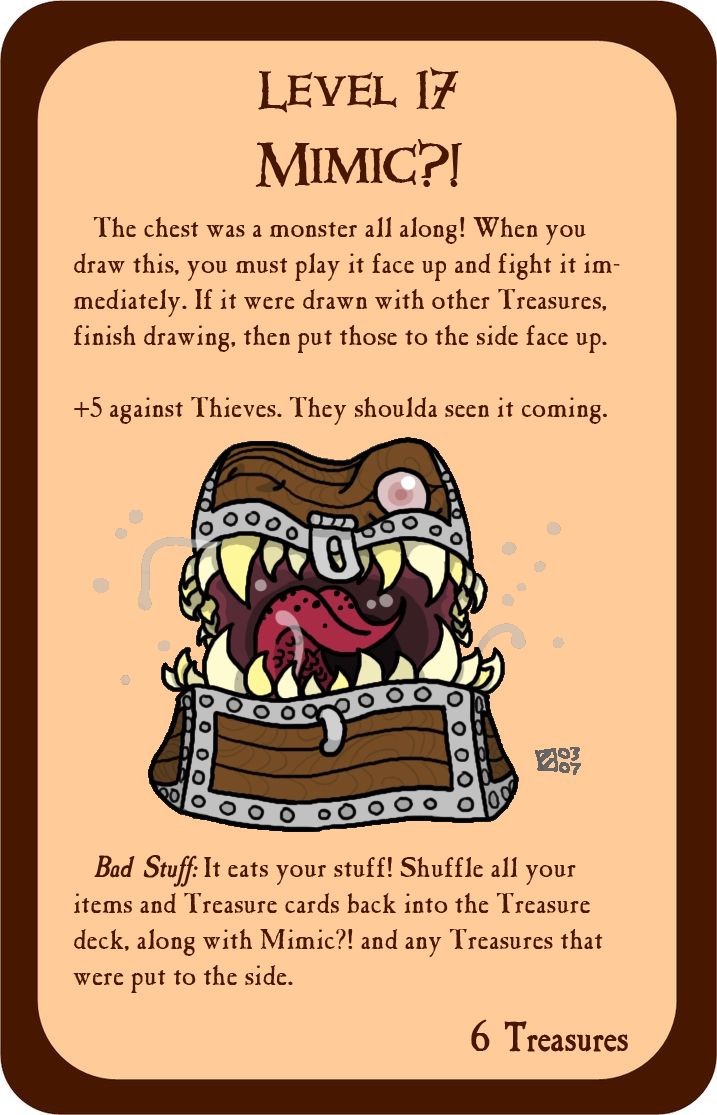 Level 17
Mimic?!
The chest was a monster all along! When you
draw this, you must play it face up and fight it im-
mediately. If it were drawn with other Treasures,
finish drawing, then put those to the side face up.
+5 against Thieves. They shoulda seen it coming.
03
07
Bad Stuff: It eats your stuff! Shuffle all your
items and Treasure cards back into the Treasure
deck, along with Mimic?! and any Treasures that
were put to the side.
6 Treasures